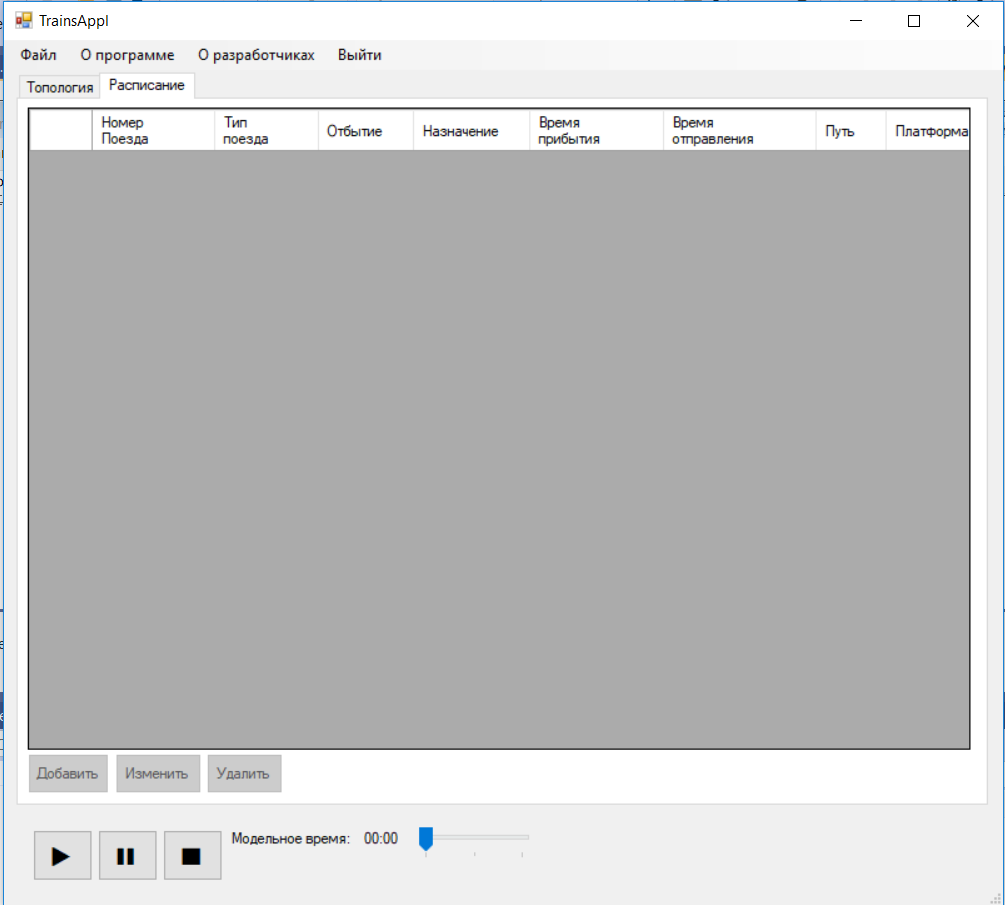 TrainsAppl
Файл О программе О разработчиках Выйти
Топология Расписание
Номер Поезда
Тип поезда
Отбытие
Назначение
Время прибытия
Время отправления
Путь
Платформа
Добавить Изменить Удалить
Модельное время: 00:00